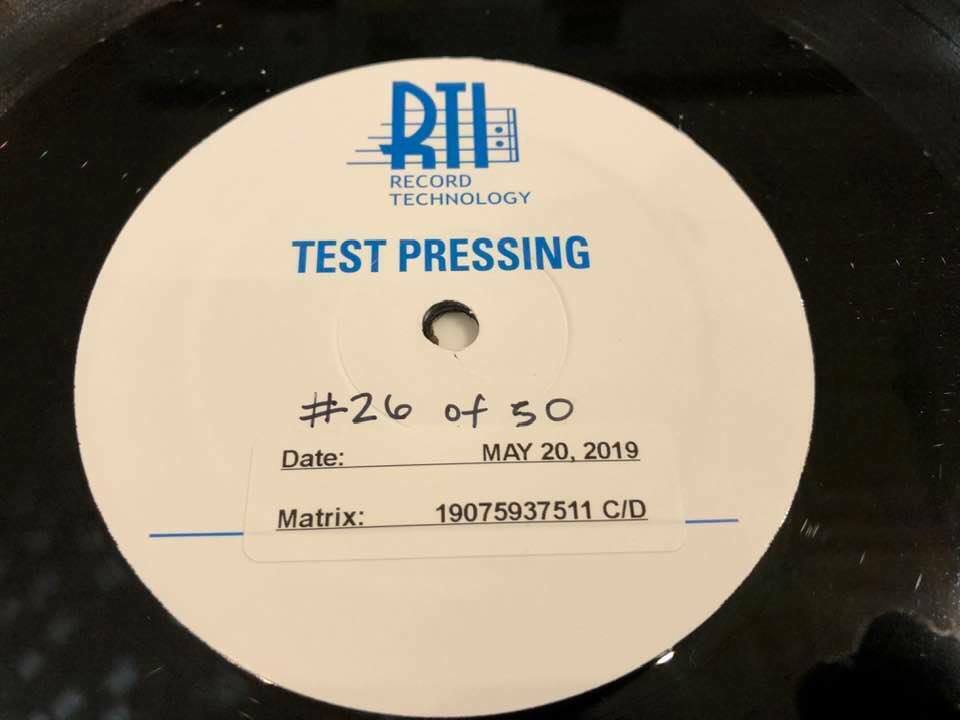 RTI
RECORD
TECHNOLOGY
TEST PRESSING
#26 of 50
Date: MAY 20, 2019
Matrix: 19075937511 C/D